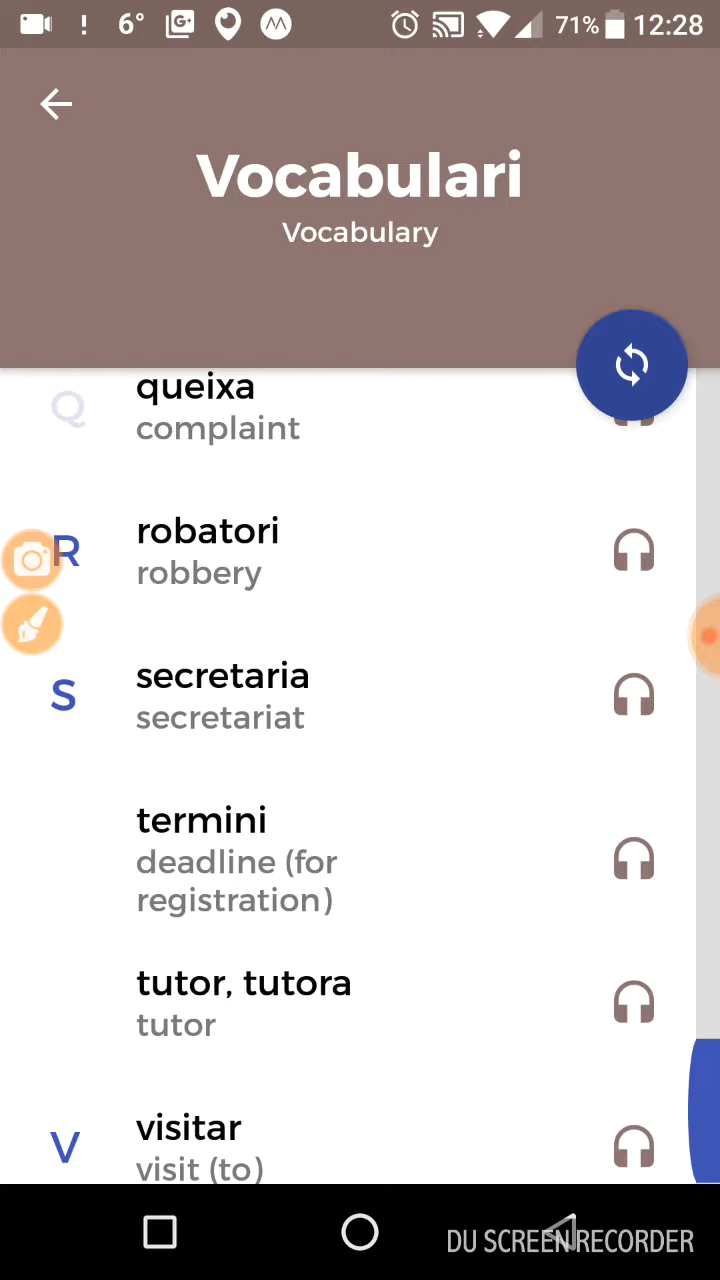 6° G+ 71% 12:28
Vocabulari
Vocabulary
Q
queixa
complaint
R
robatori
robbery
S
secretaria
secretariat
termini
deadline (for
registration)
tutor, tutora
tutor
V
visitar
visit (to)
DU SCREEN RECORDER